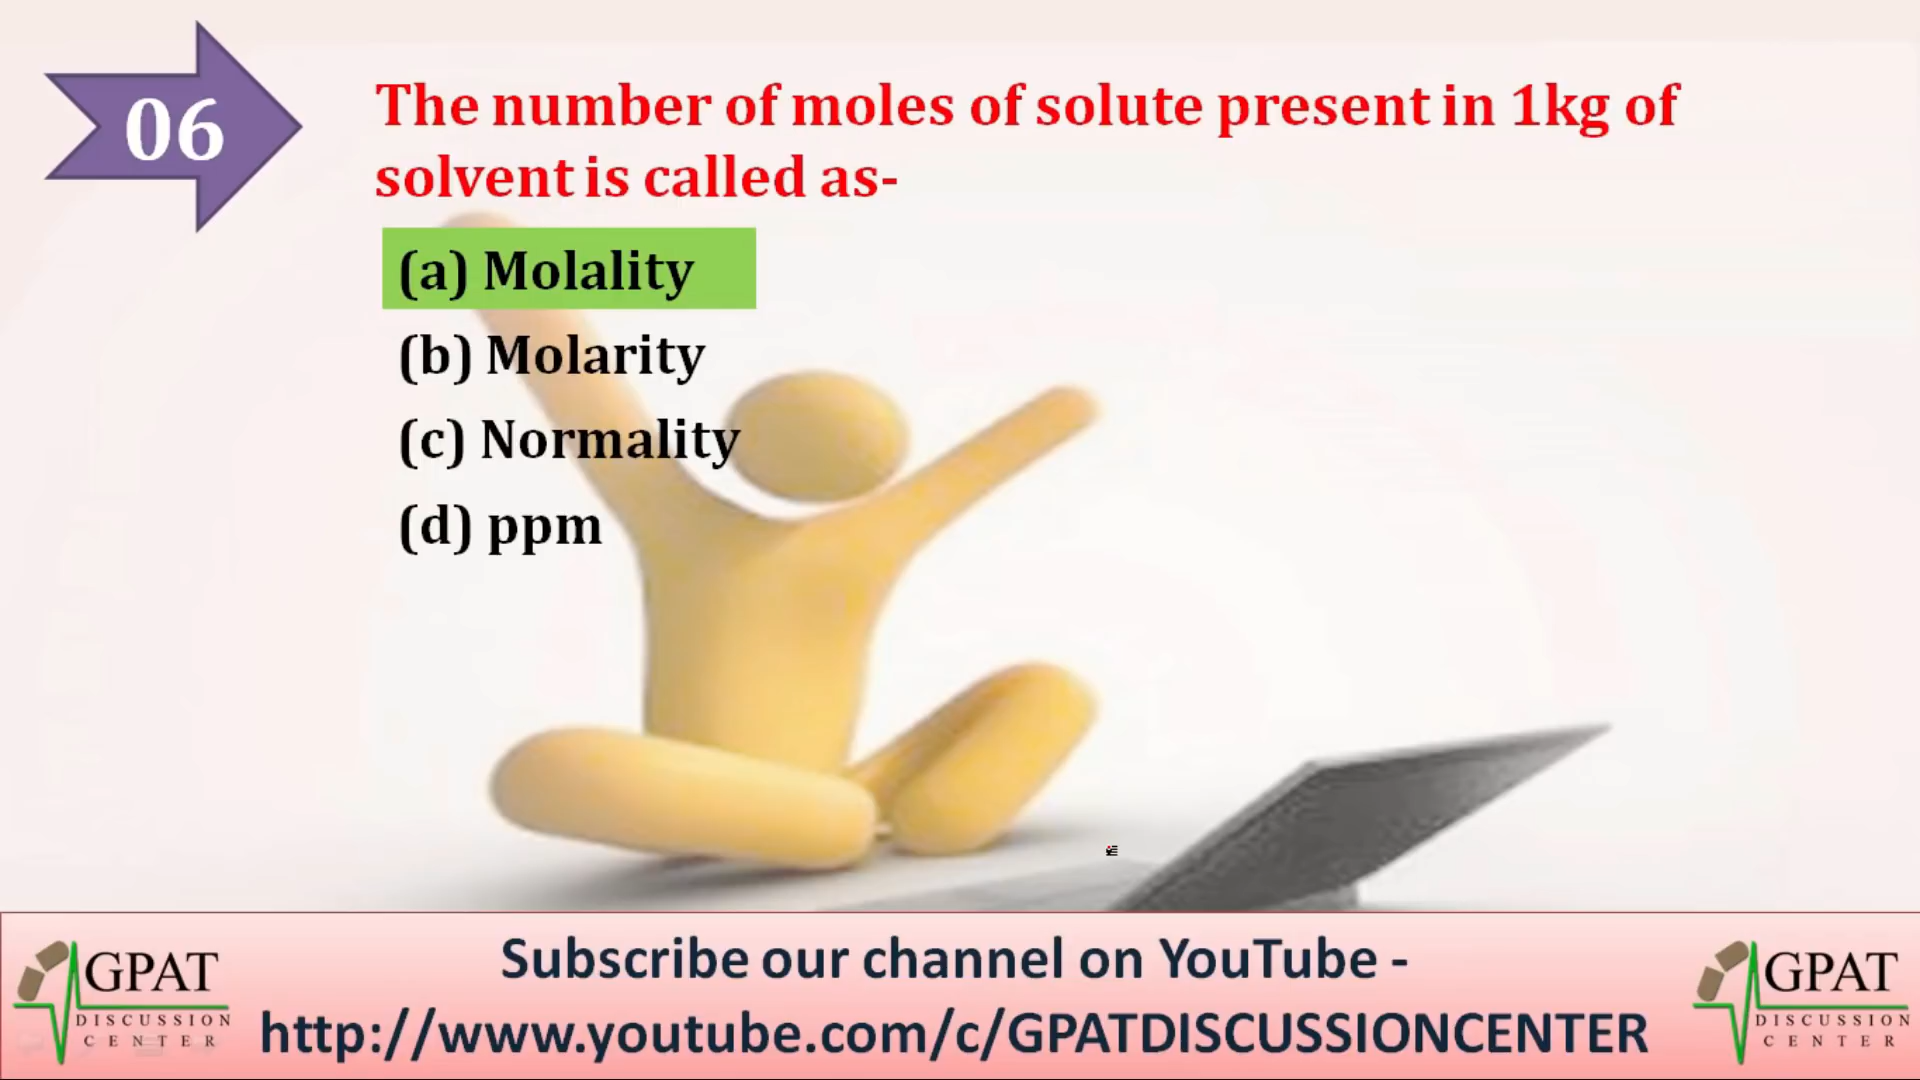 06
The number of moles of solute present in 1kg of
solvent is called as-
(a) Molality
(b) Molarity
(c) Normality
(d) ppm
Subscribe our channel on YouTube -
http://www.youtube.com/c/GPATDISCUSSIONCENTER
GPAT
DISCUSSION
CENTER
GPAT
DISCUSSION
CENTER